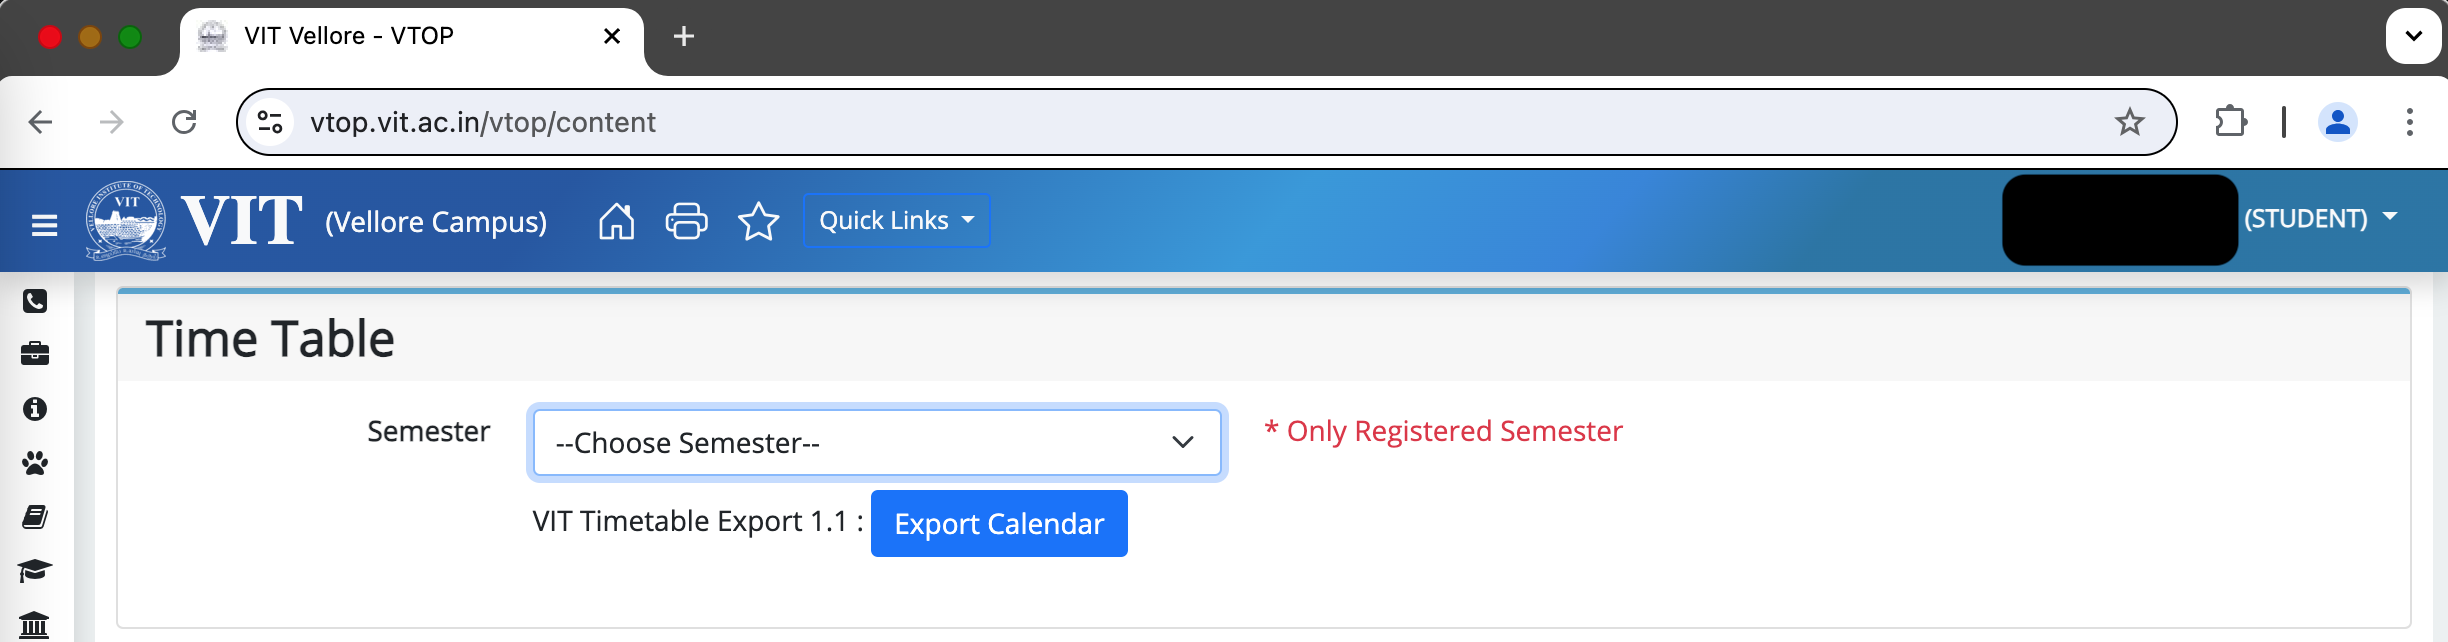 VIT Vellore - VTOP
vtop.vit.ac.in/vtop/content
VIT (Vellore Campus) Quick Links (STUDENT)
Time Table
Semester --Choose Semester-- * Only Registered Semester
VIT Timetable Export 1.1 : Export Calendar